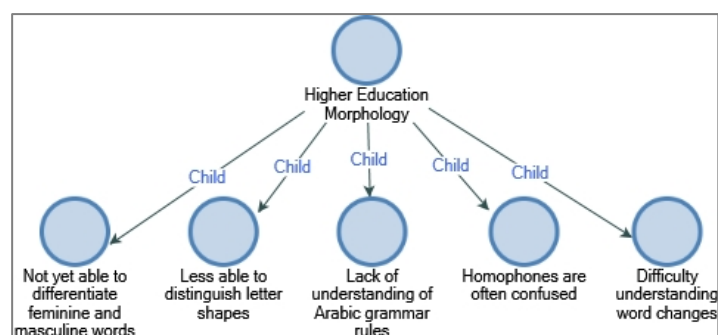 Higher Education
Morphology
Child
Child
Child
Child
Child
Not yet able to
differentiate
feminine and
masculine words
Less able to
distinguish letter
shapes
Lack of
understanding of
Arabic grammar
rules
Homophones are
often confused
Difficulty
understanding
word changes